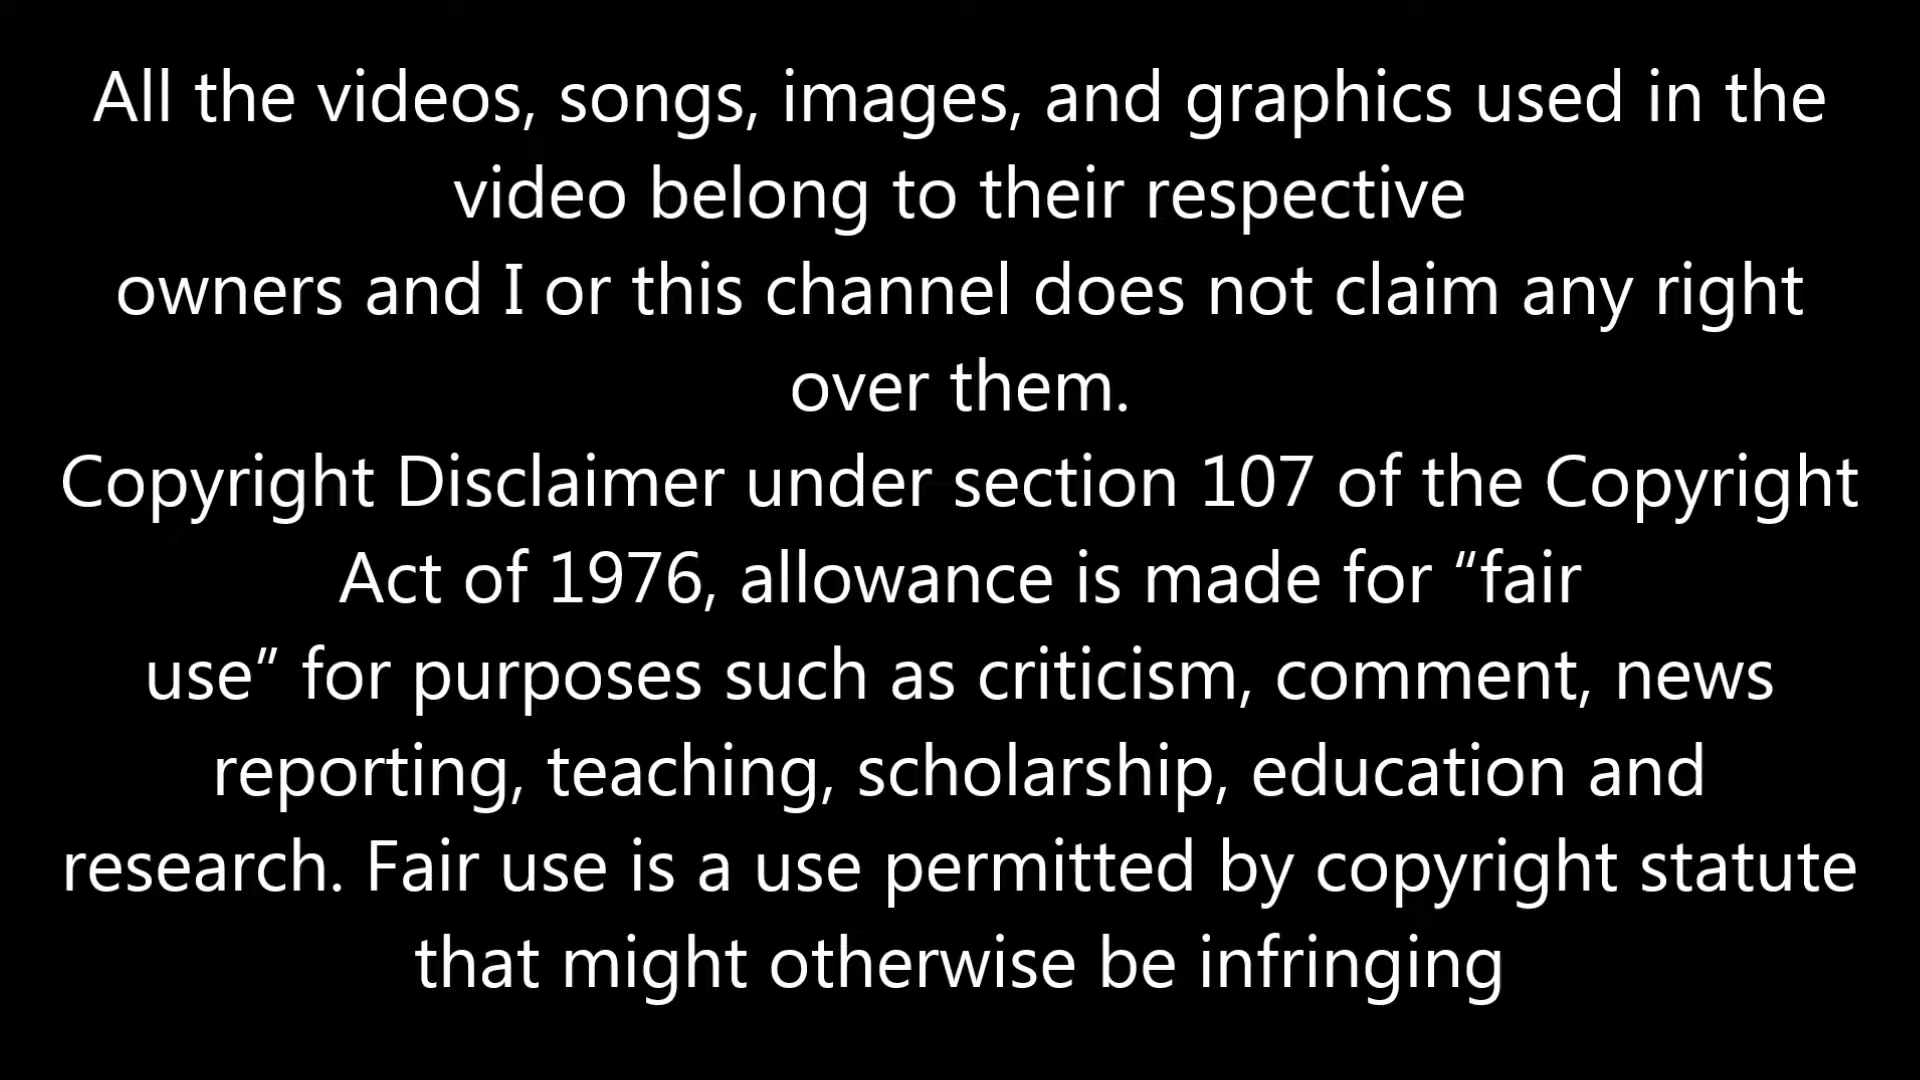 All the videos, songs, images, and graphics used in the
video belong to their respective
owners and I or this channel does not claim any right
over them.
Copyright Disclaimer under section 107 of the Copyright
Act of 1976, allowance is made for “fair
use” for purposes such as criticism, comment, news
reporting, teaching, scholarship, education and
research. Fair use is a use permitted by copyright statute
that might otherwise be infringing